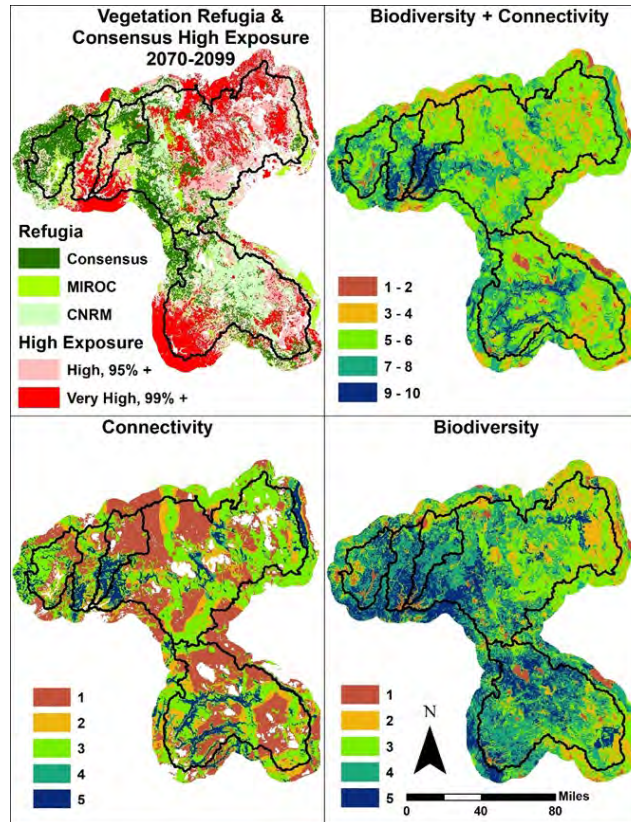 Vegetation Refugia &
Consensus High Exposure
2070-2099
Refugia
Consensus
MIROC
CNRM
High Exposure
High, 95% +
Very High, 99% +
Biodiversity + Connectivity
1 - 2
3 - 4
5 - 6
7 - 8
9 - 10
Connectivity
1
2
3
4
5
Biodiversity
1
2
3
4
5
N
Miles
0 40 80